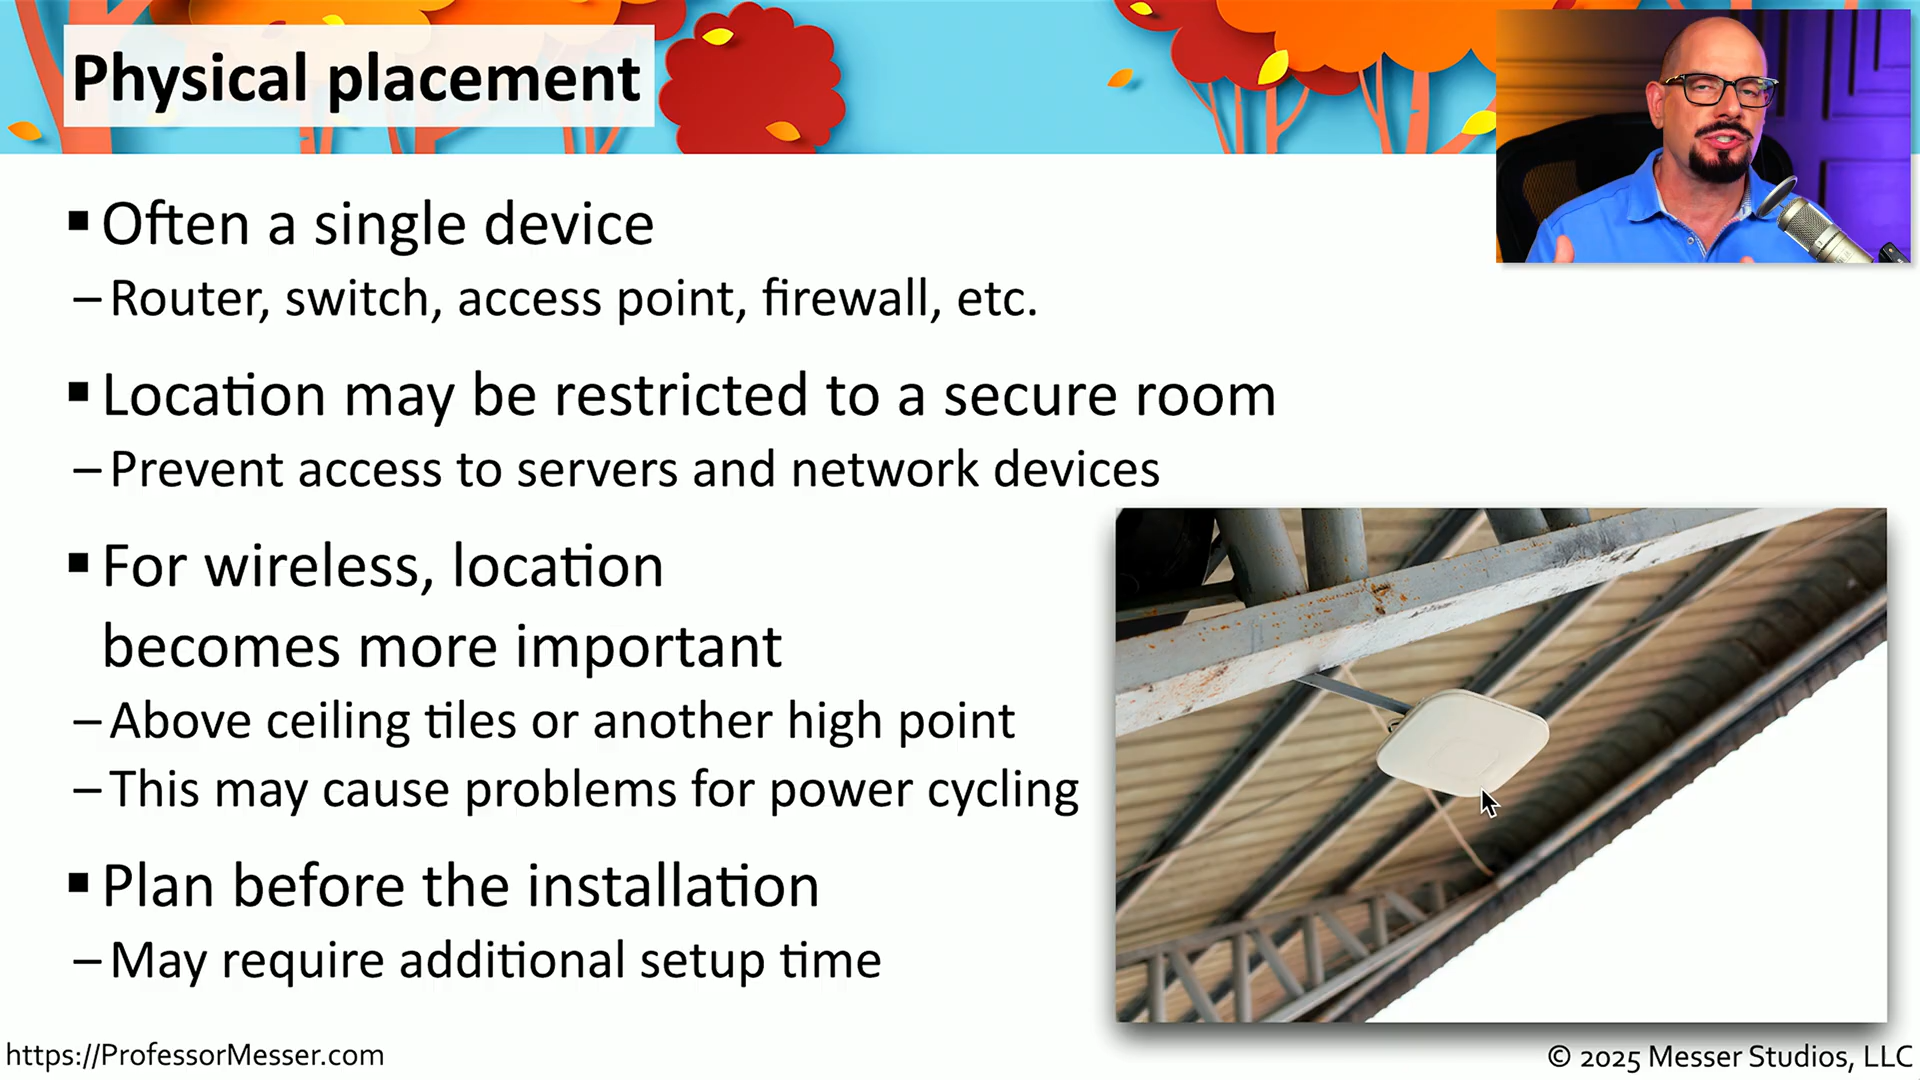 Physical placement
▪ Often a single device
– Router, switch, access point, firewall, etc.
▪ Location may be restricted to a secure room
– Prevent access to servers and network devices
▪ For wireless, location
becomes more important
– Above ceiling tiles or another high point
– This may cause problems for power cycling
▪ Plan before the installation
– May require additional setup time
https://ProfessorMesser.com
© 2025 Messer Studios, LLC